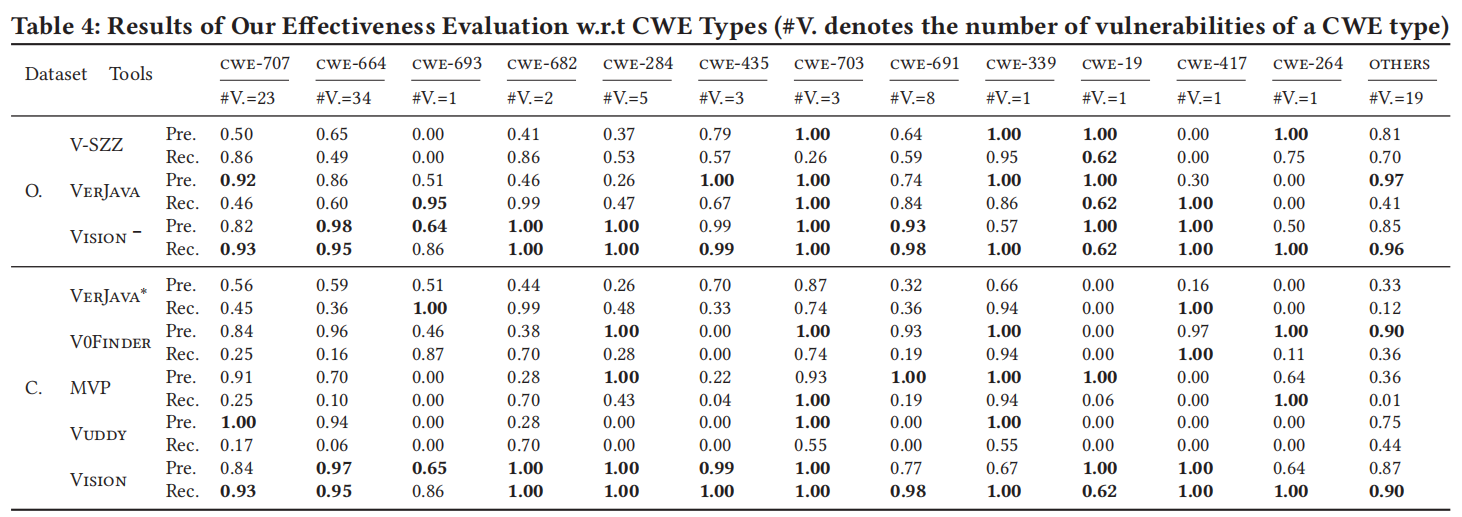 Table 4: Results of Our Effectiveness Evaluation w.r.t CWE Types (#V. denotes the number of vulnerabilities of a CWE type)
Dataset Tools CWE-707 CWE-664 CWE-693 CWE-682 CWE-284 CWE-435 CWE-703 CWE-691 CWE-339 CWE-19 CWE-417 CWE-264 OTHERS
#V.=23 #V.=34 #V.=1 #V.=2 #V.=5 #V.=3 #V.=3 #V.=8 #V.=1 #V.=1 #V.=1 #V.=1 #V.=19
O.
V-SZZ
Pre. 0.50 0.65 0.00 0.41 0.37 0.79 1.00 0.64 1.00 1.00 0.00 1.00 0.81
Rec. 0.86 0.49 0.00 0.86 0.53 0.57 0.26 0.59 0.95 0.62 0.00 0.75 0.70
VERJAVA
Pre. 0.92 0.86 0.51 0.46 0.26 1.00 1.00 0.74 1.00 1.00 0.30 0.00 0.97
Rec. 0.46 0.60 0.95 0.99 0.47 0.67 1.00 0.84 0.86 0.62 1.00 0.00 0.41
VISION −
Pre. 0.82 0.98 0.64 1.00 1.00 0.99 1.00 0.93 0.57 1.00 1.00 0.50 0.85
Rec. 0.93 0.95 0.86 1.00 1.00 0.99 1.00 0.98 1.00 0.62 1.00 1.00 0.96
C.
VERJAVA*
Pre. 0.56 0.59 0.51 0.44 0.26 0.70 0.87 0.32 0.66 0.00 0.16 0.00 0.33
Rec. 0.45 0.36 1.00 0.99 0.48 0.33 0.74 0.36 0.94 0.00 1.00 0.00 0.12
V0FINDER
Pre. 0.84 0.96 0.46 0.38 1.00 0.00 1.00 0.93 1.00 0.00 0.97 1.00 0.90
Rec. 0.25 0.16 0.87 0.70 0.28 0.00 0.74 0.19 0.94 0.00 1.00 0.11 0.36
MVP
Pre. 0.91 0.70 0.00 0.28 1.00 0.22 0.93 1.00 1.00 1.00 0.00 0.64 0.36
Rec. 0.25 0.10 0.00 0.70 0.43 0.04 1.00 0.19 0.94 0.06 0.00 1.00 0.01
VUDDY
Pre. 1.00 0.94 0.00 0.28 0.00 0.00 1.00 0.00 1.00 0.00 0.00 0.00 0.75
Rec. 0.17 0.06 0.00 0.70 0.00 0.00 0.55 0.00 0.55 0.00 0.00 0.00 0.44
VISION
Pre. 0.84 0.97 0.65 1.00 1.00 0.99 1.00 0.77 0.67 1.00 1.00 0.64 0.87
Rec. 0.93 0.95 0.86 1.00 1.00 1.00 1.00 0.98 1.00 0.62 1.00 1.00 0.90